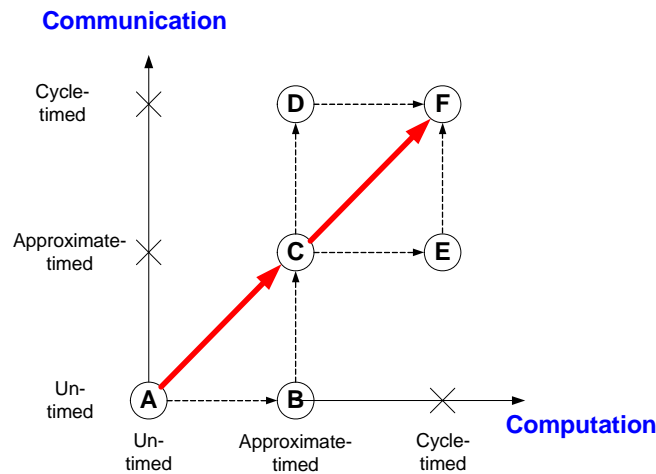 Communication
Cycle-
timed
D
F
Approximate-
timed
C
E
Un-
timed
A
B
Computation
Un-
timed
Approximate-
timed
Cycle-
timed